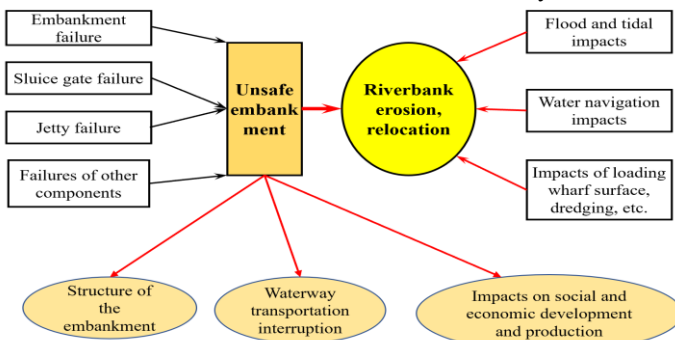 Embankment
failure
Sluice gate failure
Jetty failure
Failures of other
components
Unsafe
embank
ment
Riverbank
erosion,
relocation
Flood and tidal
impacts
Water navigation
impacts
Impacts of loading
wharf surface,
dredging, etc.
Structure of
the
embankment
Waterway
transportation
interruption
Impacts on social and
economic development
and production